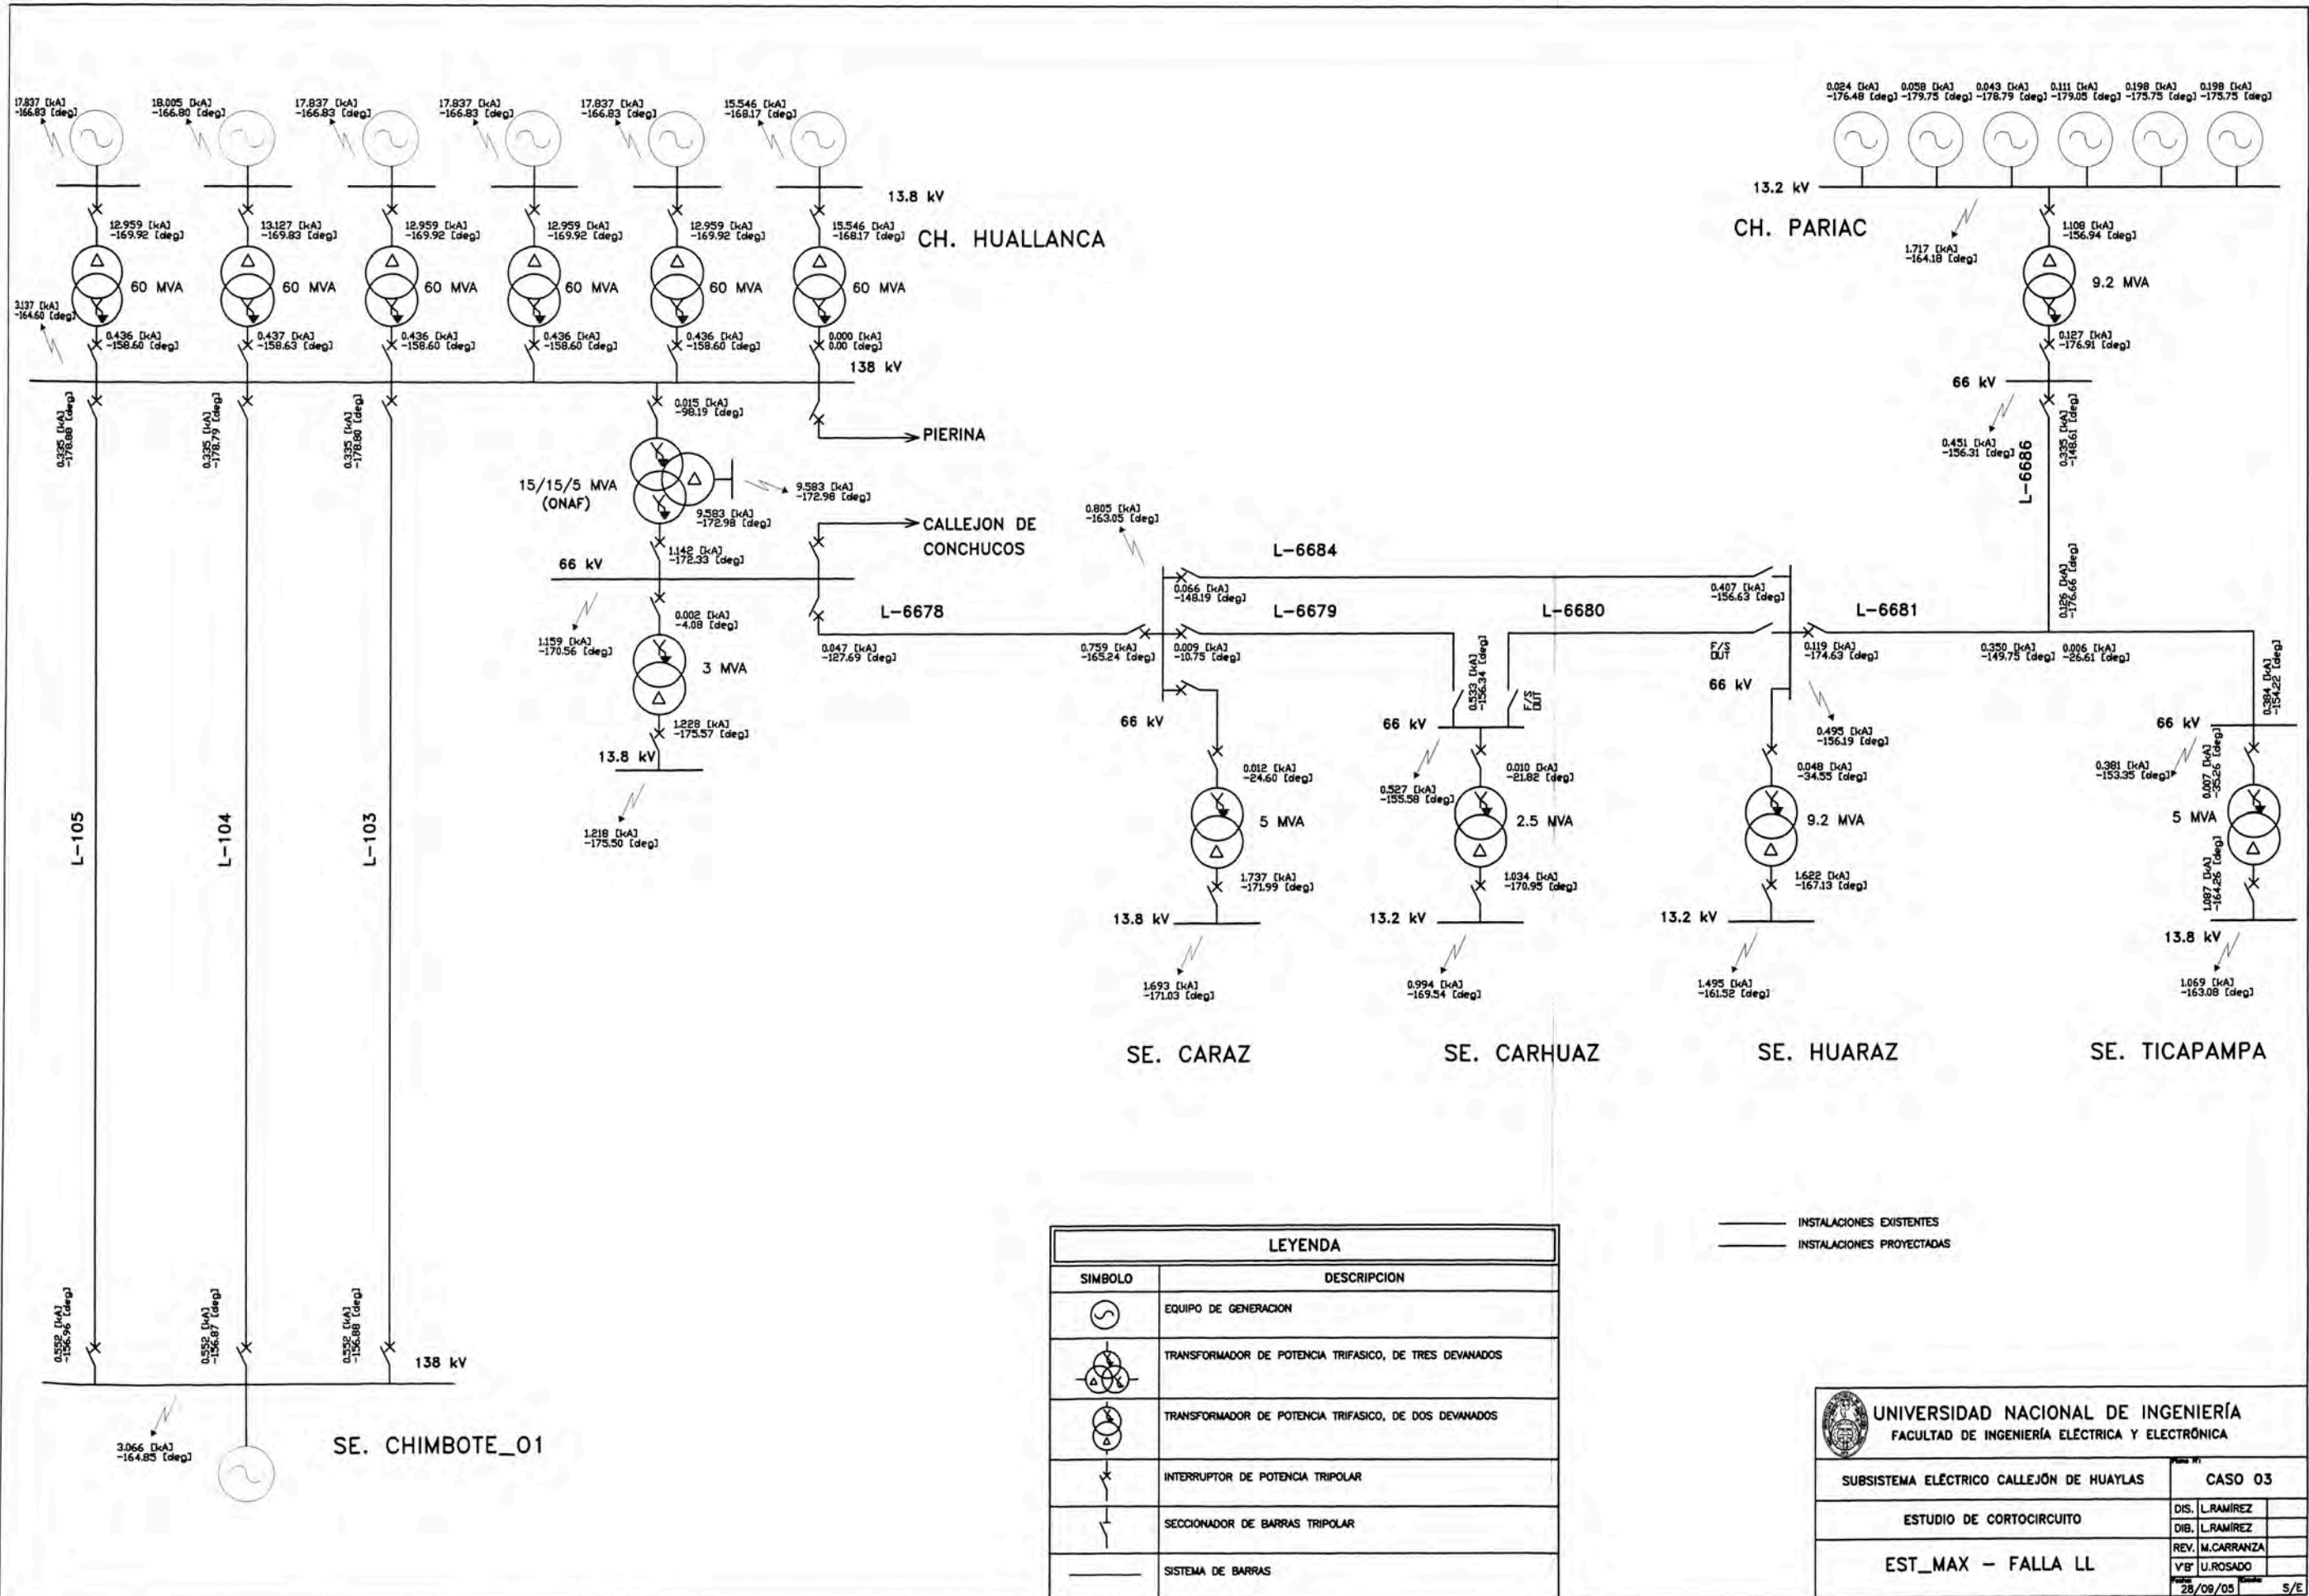 17.837 [kA]
-166.83 [deg]
18.005 [kA]
-166.80 [deg]
17.837 [kA]
-166.83 [deg]
17.837 [kA]
-166.83 [deg]
17.837 [kA]
-166.83 [deg]
15.546 [kA]
-168.17 [deg]
13.8 kV
CH. HUALLANCA
12.959 [kA]
-169.92 [deg]
13.127 [kA]
-169.83 [deg]
12.959 [kA]
-169.92 [deg]
12.959 [kA]
-169.92 [deg]
12.959 [kA]
-169.92 [deg]
15.546 [kA]
-168.17 [deg]
60 MVA
60 MVA
60 MVA
60 MVA
60 MVA
60 MVA
3.137 [kA]
-164.60 [deg]
0.436 [kA]
-158.60 [deg]
0.437 [kA]
-158.63 [deg]
0.436 [kA]
-158.60 [deg]
0.436 [kA]
-158.60 [deg]
0.436 [kA]
-158.60 [deg]
0.000 [kA]
0.00 [deg]
138 kV
0.335 [kA]
-178.88 [deg]
0.335 [kA]
-178.79 [deg]
0.335 [kA]
-178.80 [deg]
0.015 [kA]
-98.19 [deg]
PIERINA
15/15/5 MVA
(ONAF)
9.583 [kA]
-172.98 [deg]
9.583 [kA]
-172.98 [deg]
1.142 [kA]
-172.33 [deg]
CALLEJON DE
CONCHUCOS
66 kV
1.159 [kA]
-170.56 [deg]
0.002 [kA]
-4.08 [deg]
3 MVA
1.228 [kA]
-175.57 [deg]
13.8 kV
1.218 [kA]
-175.50 [deg]
L-6678
0.047 [kA]
-127.69 [deg]
0.759 [kA]
-165.24 [deg]
0.805 [kA]
-163.05 [deg]
L-6684
0.066 [kA]
-148.19 [deg]
0.407 [kA]
-156.63 [deg]
L-6679
0.009 [kA]
-10.75 [deg]
L-6680
0.533 [kA]
-156.34 [deg]
F/S
OUT
F/S
OUT
L-6681
0.119 [kA]
-174.63 [deg]
0.350 [kA]
-149.75 [deg]
0.006 [kA]
-26.61 [deg]
0.024 [kA]
-176.48 [deg]
0.058 [kA]
-179.75 [deg]
0.043 [kA]
-178.79 [deg]
0.111 [kA]
-179.05 [deg]
0.198 [kA]
-175.75 [deg]
0.198 [kA]
-175.75 [deg]
13.2 kV
CH. PARIAC
1.717 [kA]
-164.18 [deg]
1.108 [kA]
-156.94 [deg]
9.2 MVA
0.127 [kA]
-176.91 [deg]
66 kV
0.451 [kA]
-156.31 [deg]
L-6686
0.335 [kA]
-148.61 [deg]
0.126 [kA]
-176.66 [deg]
66 kV
0.012 [kA]
-24.60 [deg]
5 MVA
1.737 [kA]
-171.99 [deg]
13.8 kV
1.693 [kA]
-171.03 [deg]
SE. CARAZ
66 kV
0.527 [kA]
-155.58 [deg]
0.010 [kA]
-21.82 [deg]
2.5 MVA
1.034 [kA]
-170.95 [deg]
13.2 kV
0.994 [kA]
-169.54 [deg]
SE. CARHUAZ
66 kV
0.495 [kA]
-156.19 [deg]
0.048 [kA]
-34.55 [deg]
9.2 MVA
1.622 [kA]
-167.13 [deg]
13.2 kV
1.495 [kA]
-161.52 [deg]
SE. HUARAZ
0.384 [kA]
-154.22 [deg]
66 kV
0.381 [kA]
-153.35 [deg]
0.007 [kA]
-35.26 [deg]
5 MVA
1.087 [kA]
-164.26 [deg]
13.8 kV
1.069 [kA]
-163.08 [deg]
SE. TICAPAMPA
L-105
L-104
L-103
0.552 [kA]
-156.96 [deg]
0.552 [kA]
-156.87 [deg]
0.552 [kA]
-156.88 [deg]
138 kV
3.066 [kA]
-164.85 [deg]
SE. CHIMBOTE_01
LEYENDA
SIMBOLO DESCRIPCION
EQUIPO DE GENERACION
TRANSFORMADOR DE POTENCIA TRIFASICO, DE TRES DEVANADOS
TRANSFORMADOR DE POTENCIA TRIFASICO, DE DOS DEVANADOS
INTERRUPTOR DE POTENCIA TRIPOLAR
SECCIONADOR DE BARRAS TRIPOLAR
SISTEMA DE BARRAS
INSTALACIONES EXISTENTES
INSTALACIONES PROYECTADAS
UNIVERSIDAD NACIONAL DE INGENIERÍA
FACULTAD DE INGENIERÍA ELÉCTRICA Y ELECTRÓNICA
SUBSISTEMA ELÉCTRICO CALLEJÓN DE HUAYLAS
CASO 03
ESTUDIO DE CORTOCIRCUITO
DIS. L.RAMÍREZ
DIB. L.RAMÍREZ
REV. M.CARRANZA
V°B° U.ROSADO
EST_MAX - FALLA LL
28/09/05 S/E